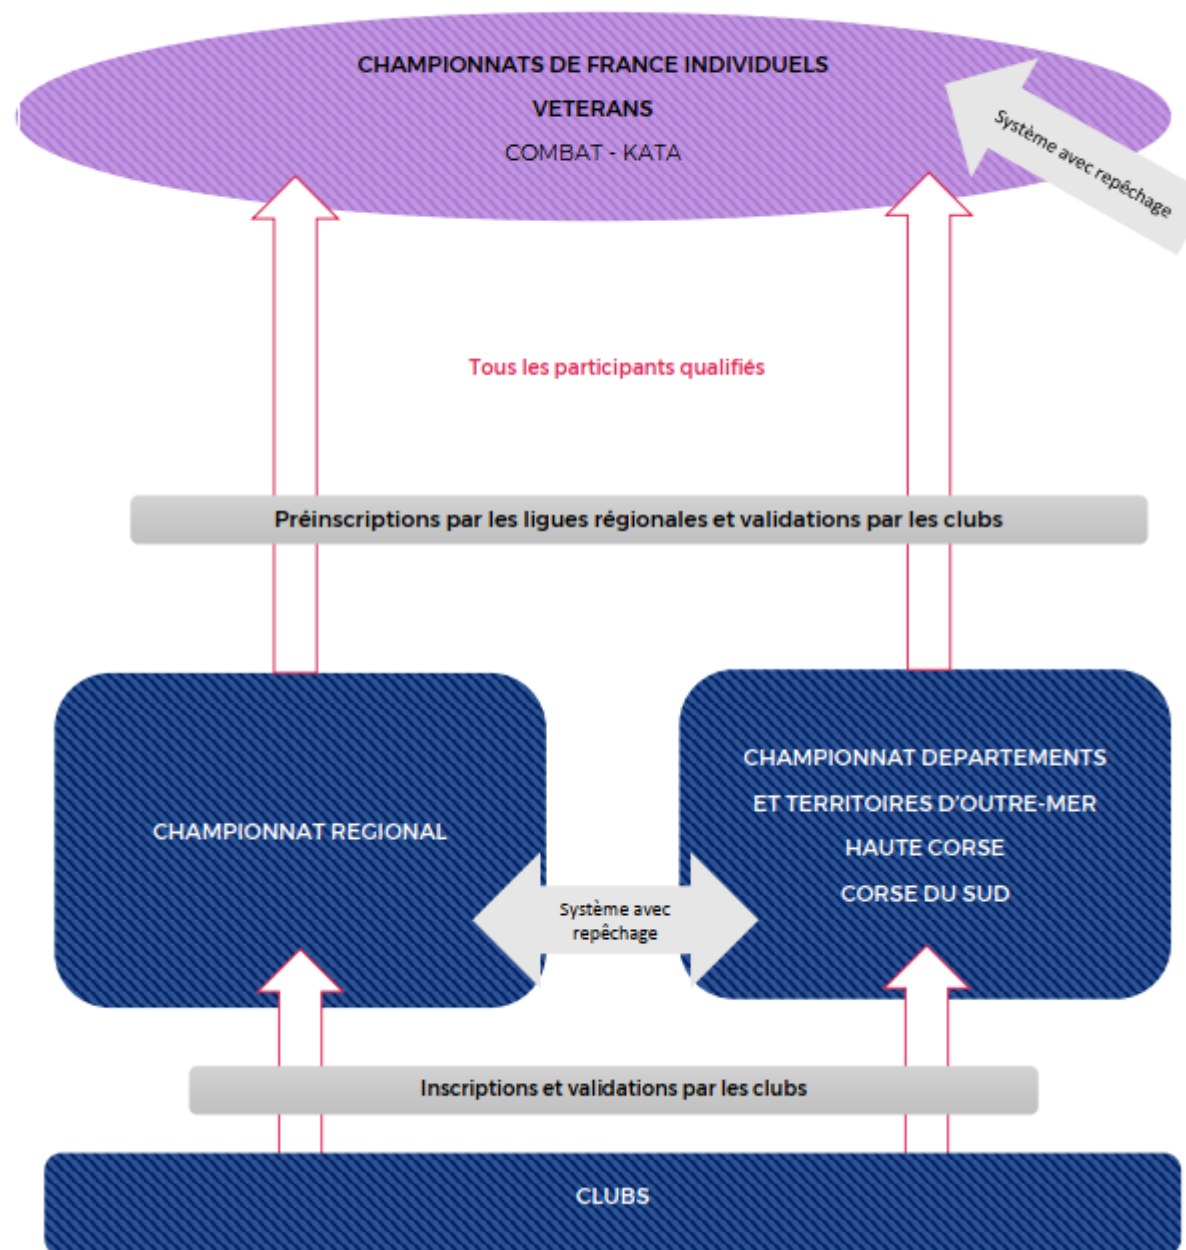 CHAMPIONNATS DE FRANCE INDIVIDUELS
VETERANS
COMBAT - KATA
Système avec repêchage
Tous les participants qualifiés
Préinscriptions par les ligues régionales et validations par les clubs
CHAMPIONNAT REGIONAL
CHAMPIONNAT DEPARTEMENTS
ET TERRITOIRES D'OUTRE-MER
HAUTE CORSE
CORSE DU SUD
Système avec
repêchage
Inscriptions et validations par les clubs
CLUBS